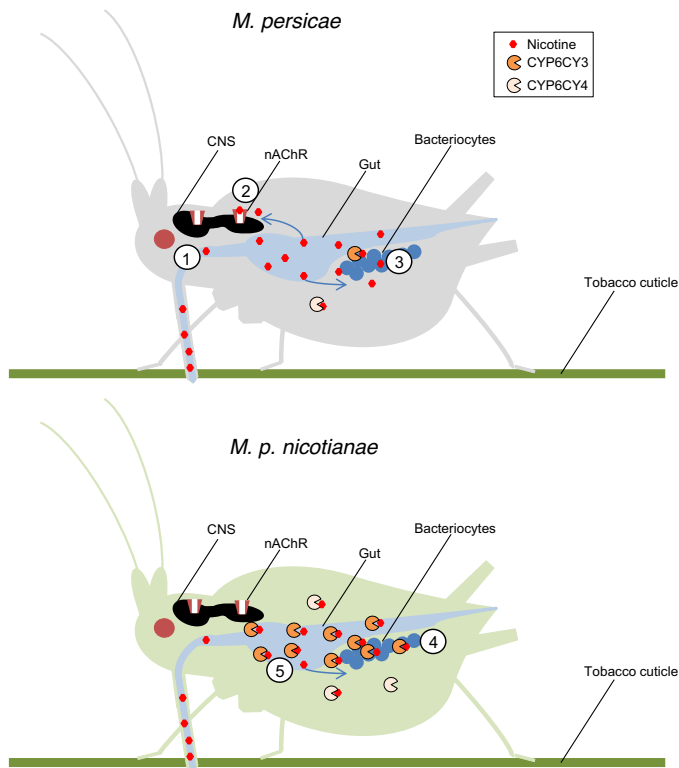 M. persicae
Nicotine
CYP6CY3
CYP6CY4
CNS
nAChR
Gut
Bacteriocytes
2
1
3
Tobacco cuticle
M. p. nicotianae
CNS
nAChR
Gut
Bacteriocytes
4
5
Tobacco cuticle